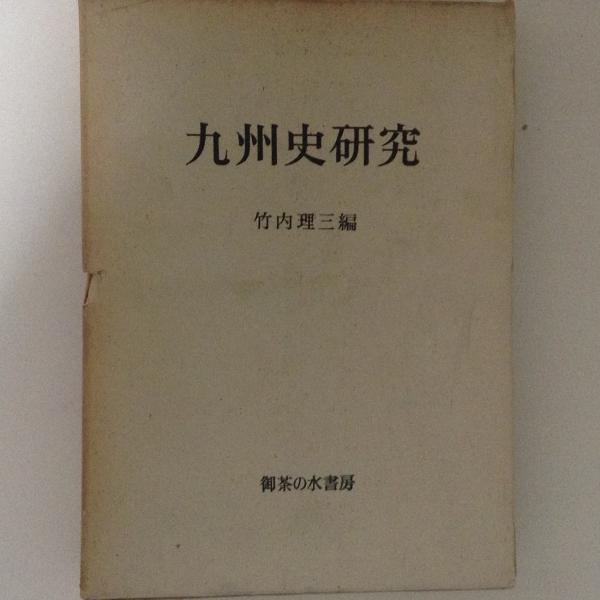 九州史研究
竹内理三編
御茶の水書房